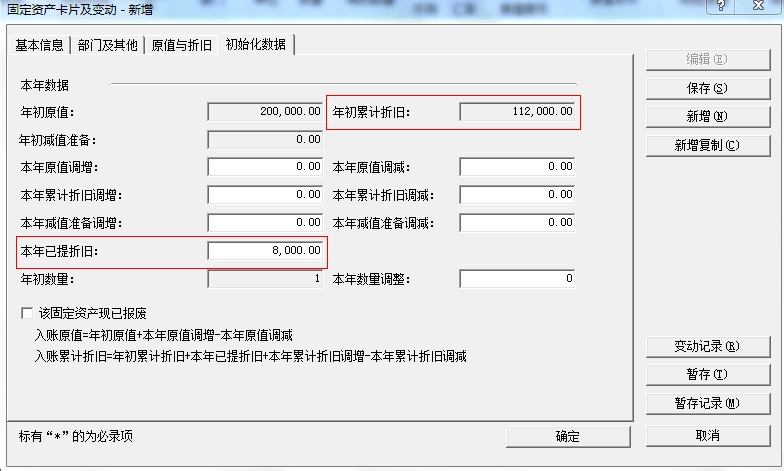 固定资产卡片及变动 - 新增
基本信息 部门及其他 原值与折旧 初始化数据
编辑(E)
本年数据
保存(S)
年初原值： 200,000.00 年初累计折旧： 112,000.00
新增(N)
年初减值准备： 0.00
新增复制(C)
本年原值调增： 0.00 本年原值调减： 0.00
本年累计折旧调增： 0.00 本年累计折旧调减： 0.00
本年减值准备调增： 0.00 本年减值准备调减： 0.00
本年已提折旧： 8,000.00
年初数量： 1 本年数量调整： 0
该固定资产现已报废
入账原值=年初原值+本年原值调增-本年原值调减
变动记录(R)
入账累计折旧=年初累计折旧+本年已提折旧+本年累计折旧调增-本年累计折旧调减
暂存(T)
暂存记录(M)
标有“*”的为必录项 确定 取消